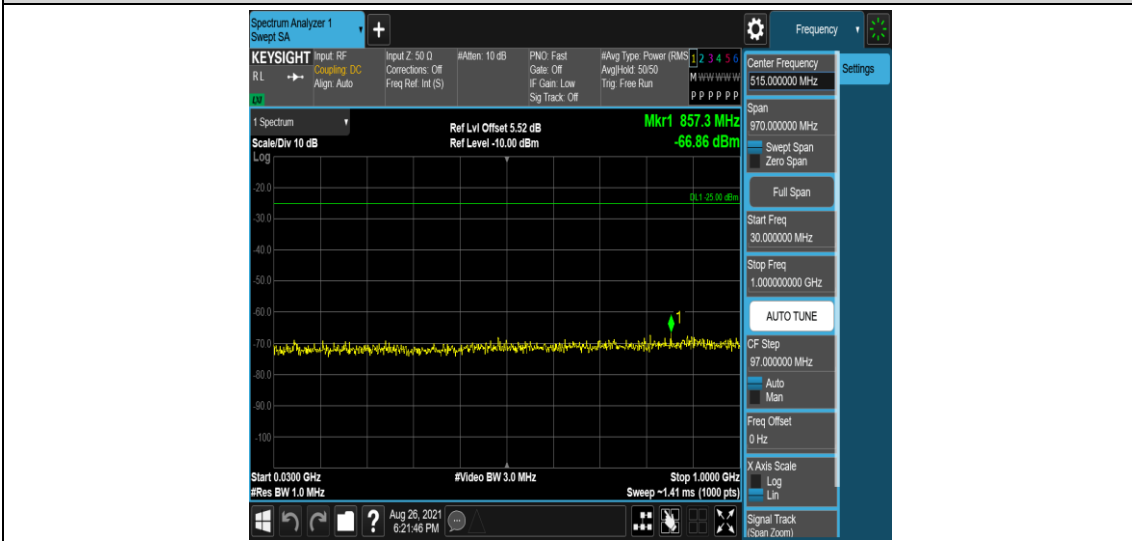 Spectrum Analyzer 1
Swept SA
+
Frequency
KEYSIGHT
RL
LNI
Input: RF
Coupling: DC
Align: Auto
Input Z: 50 Ω
Corrections: Off
Freq Ref: Int (S)
#Atten: 10 dB
PNO: Fast
Gate: Off
IF Gain: Low
Sig Track: Off
#Avg Type: Power (RMS
Avg|Hold: 50/50
Trig: Free Run
1 2 3 4 5 6
M W W W W W
P P P P P P
Center Frequency
515.000000 MHz
Settings
Span
970.000000 MHz
Swept Span
Zero Span
Full Span
Start Freq
30.000000 MHz
Stop Freq
1.000000000 GHz
AUTO TUNE
CF Step
97.000000 MHz
Auto
Man
Freq Offset
0 Hz
X Axis Scale
Log
Lin
Signal Track
(Span Zoom)
1 Spectrum
Scale/Div 10 dB
Log
Ref Lvl Offset 5.52 dB
Ref Level -10.00 dBm
Mkr1 857.3 MHz
-66.86 dBm
DL1 -25.00 dBm
-20.0
-30.0
-40.0
-50.0
-60.0
1
-70.0
-80.0
-90.0
-100
Start 0.0300 GHz
#Res BW 1.0 MHz
#Video BW 3.0 MHz
Stop 1.0000 GHz
Sweep ~1.41 ms (1000 pts)
?
Aug 26, 2021
6:21:46 PM